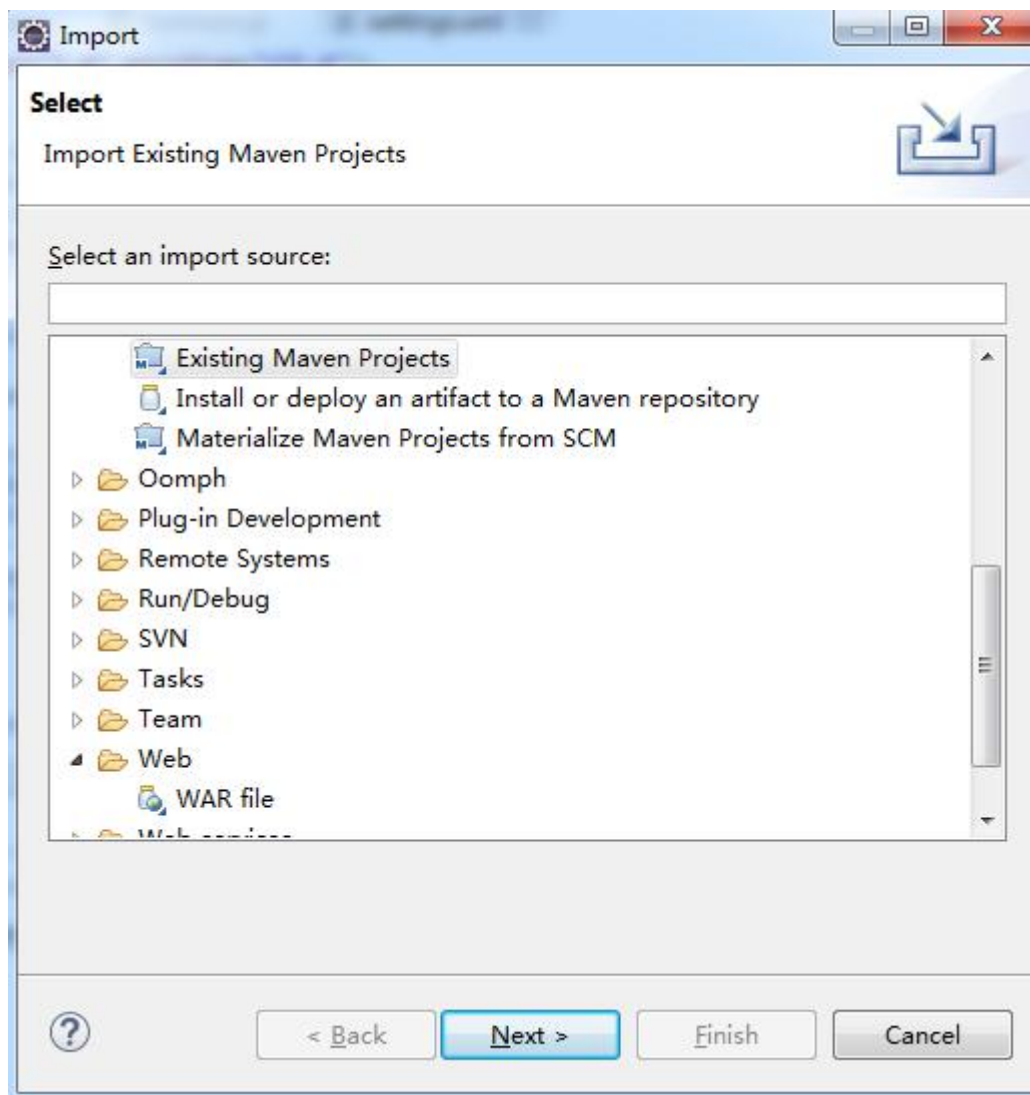 Import
Select
Import Existing Maven Projects
Select an import source:
Existing Maven Projects
Install or deploy an artifact to a Maven repository
Materialize Maven Projects from SCM
Oomph
Plug-in Development
Remote Systems
Run/Debug
SVN
Tasks
Team
Web
WAR file
Web services
< Back Next > Finish Cancel